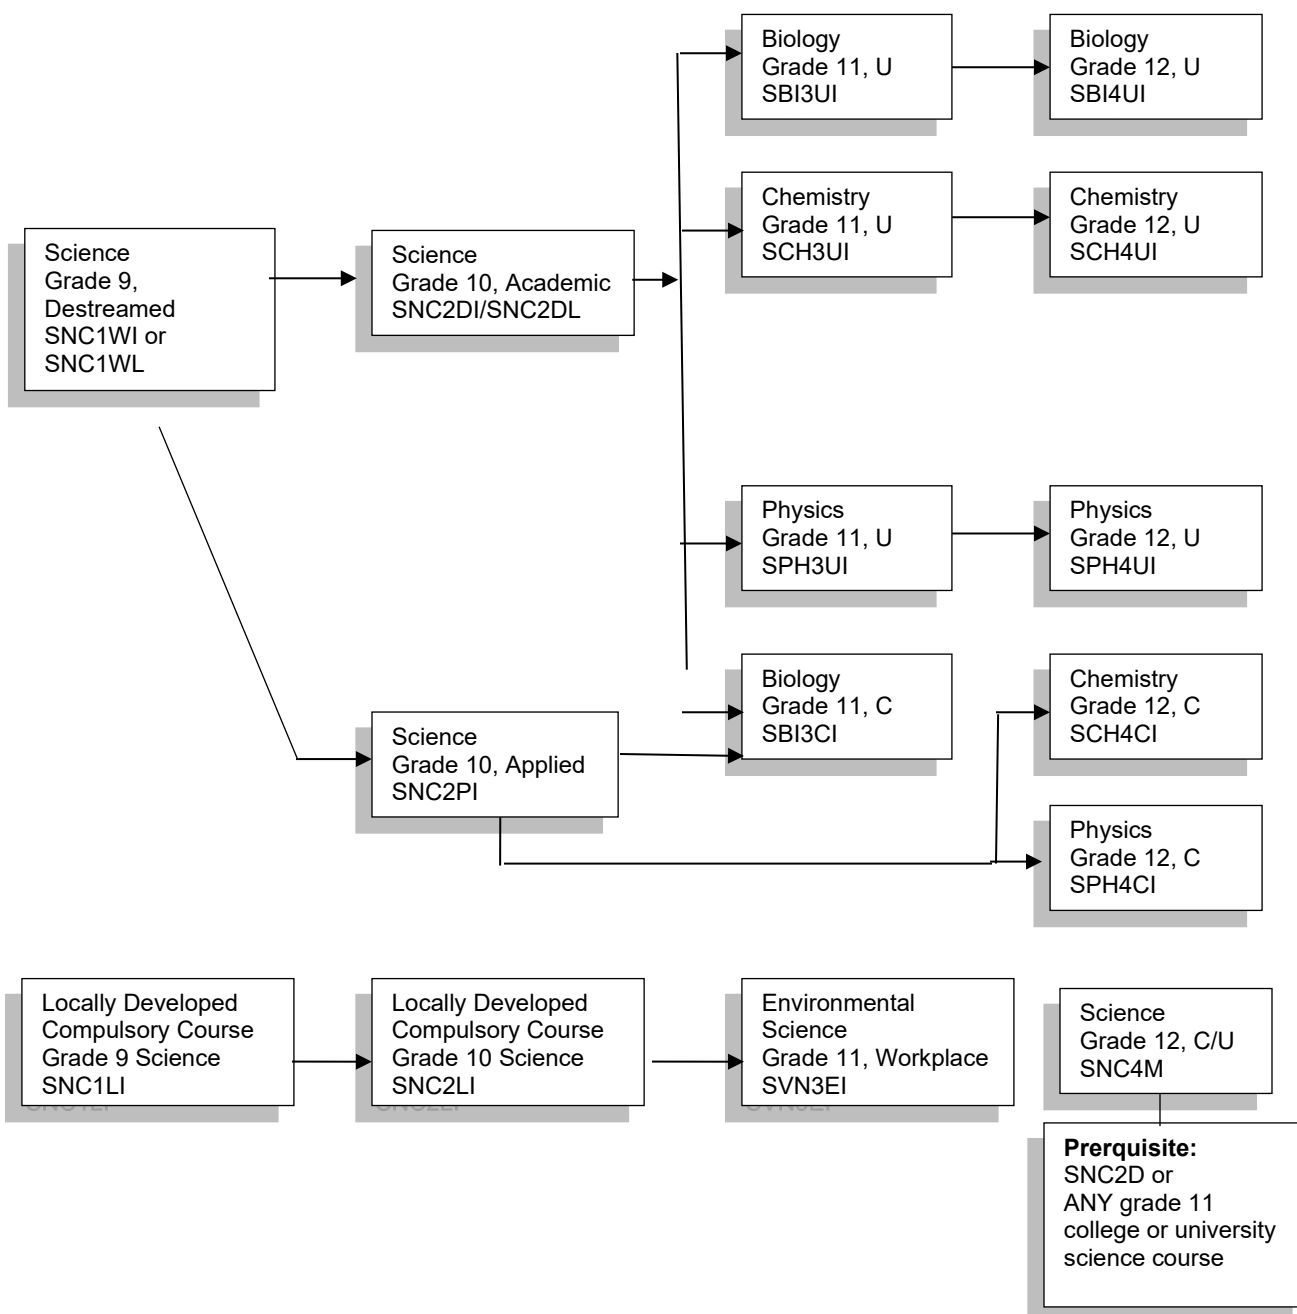 Biology
Grade 11, U
SBI3UI
Biology
Grade 12, U
SBI4UI
Chemistry
Grade 11, U
SCH3UI
Chemistry
Grade 12, U
SCH4UI
Science
Grade 9,
Destreamed
SNC1WI or
SNC1WL
Science
Grade 10, Academic
SNC2DI/SNC2DL
Physics
Grade 11, U
SPH3UI
Physics
Grade 12, U
SPH4UI
Biology
Grade 11, C
SBI3CI
Chemistry
Grade 12, C
SCH4CI
Science
Grade 10, Applied
SNC2PI
Physics
Grade 12, C
SPH4CI
Locally Developed
Compulsory Course
Grade 9 Science
SNC1LI
Locally Developed
Compulsory Course
Grade 10 Science
SNC2LI
Environmental
Science
Grade 11, Workplace
SVN3EI
Science
Grade 12, C/U
SNC4M
Prerquisite:
SNC2D or
ANY grade 11
college or university
science course